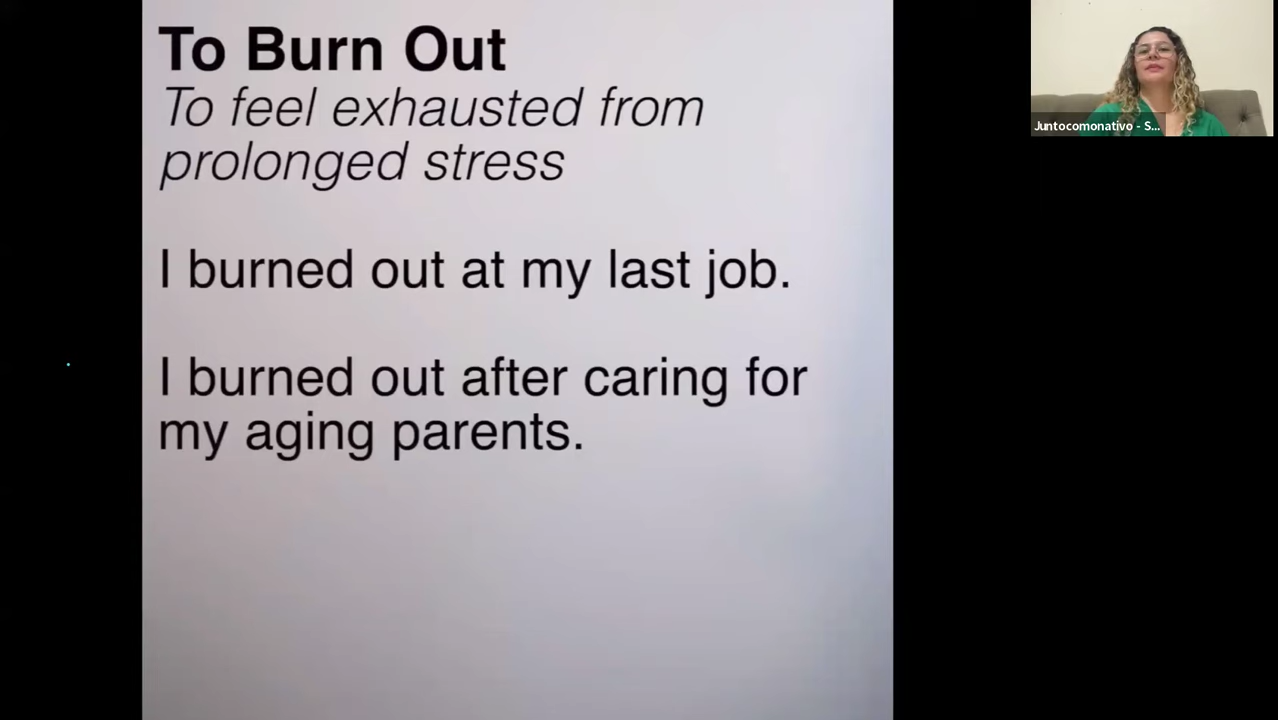 To Burn Out
To feel exhausted from
prolonged stress
I burned out at my last job.
I burned out after caring for
my aging parents.
Juntocomonativo - S...